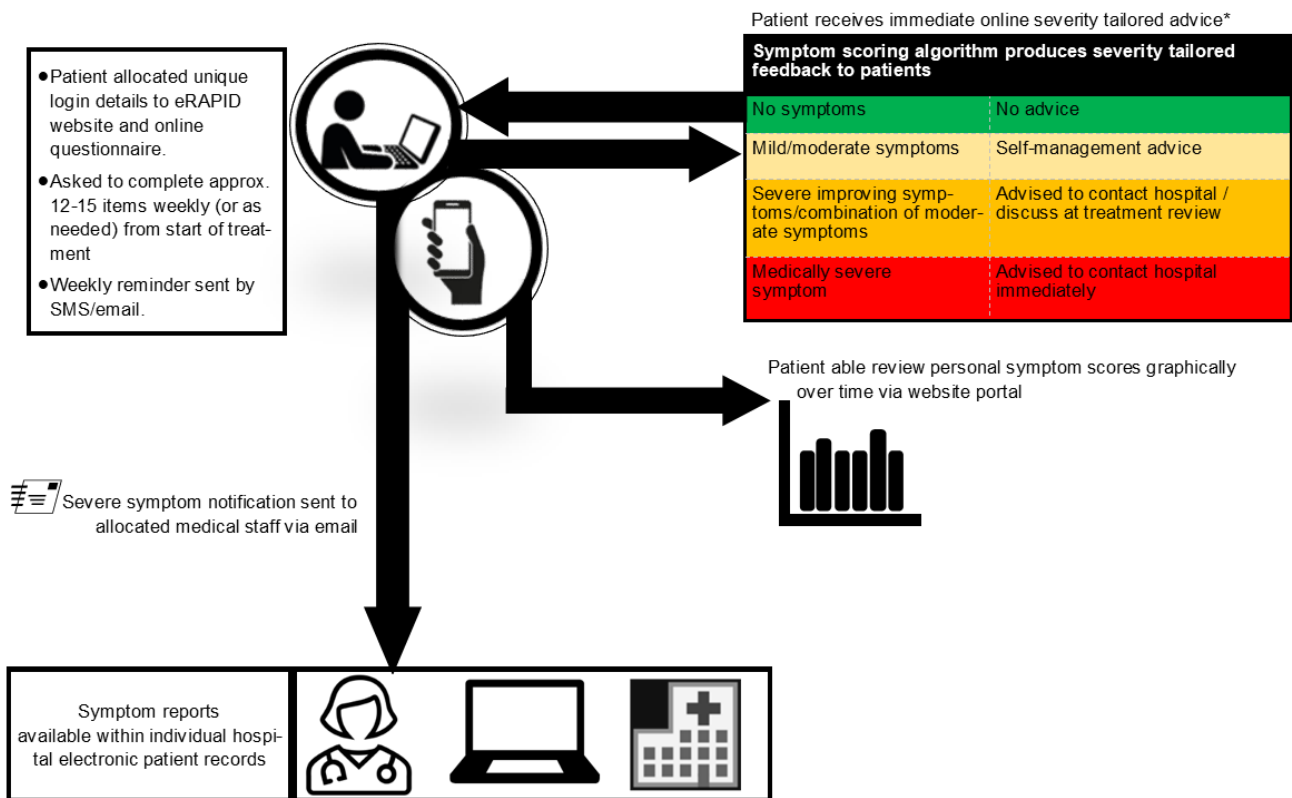 Patient receives immediate online severity tailored advice*
●Patient allocated unique
login details to eRAPID
website and online
questionnaire.
●Asked to complete approx.
12-15 items weekly (or as
needed) from start of treat-
ment
●Weekly reminder sent by
SMS/email.
Symptom scoring algorithm produces severity tailored
feedback to patients
No symptoms
No advice
Mild/moderate symptoms
Self-management advice
Severe improving symp-
toms/combination of moder-
ate symptoms
Advised to contact hospital /
discuss at treatment review
Medically severe
symptom
Advised to contact hospital
immediately
Patient able review personal symptom scores graphically
over time via website portal
Severe symptom notification sent to
allocated medical staff via email
Symptom reports
available within individual hospi-
tal electronic patient records